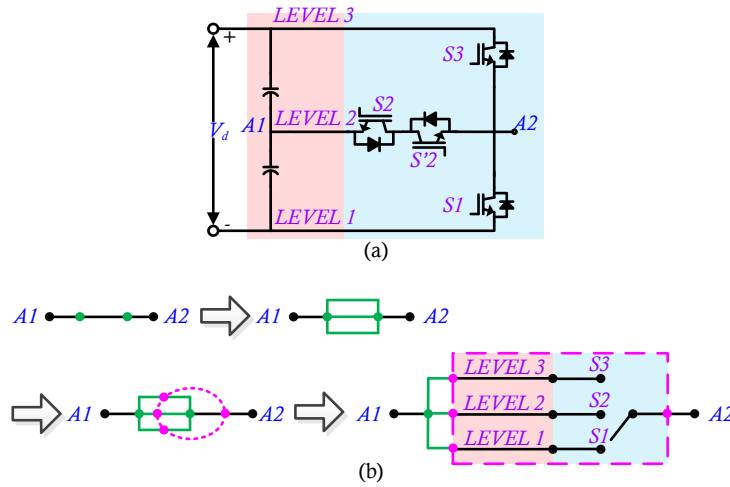 LEVEL 3
+
S3
S2
V_d
A1
LEVEL 2
A2
S'2
S1
LEVEL 1
-
(a)
A1 A2 A1 A2
A1 A2 A1 A2
LEVEL 3 S3
LEVEL 2 S2
LEVEL 1 S1
(b)